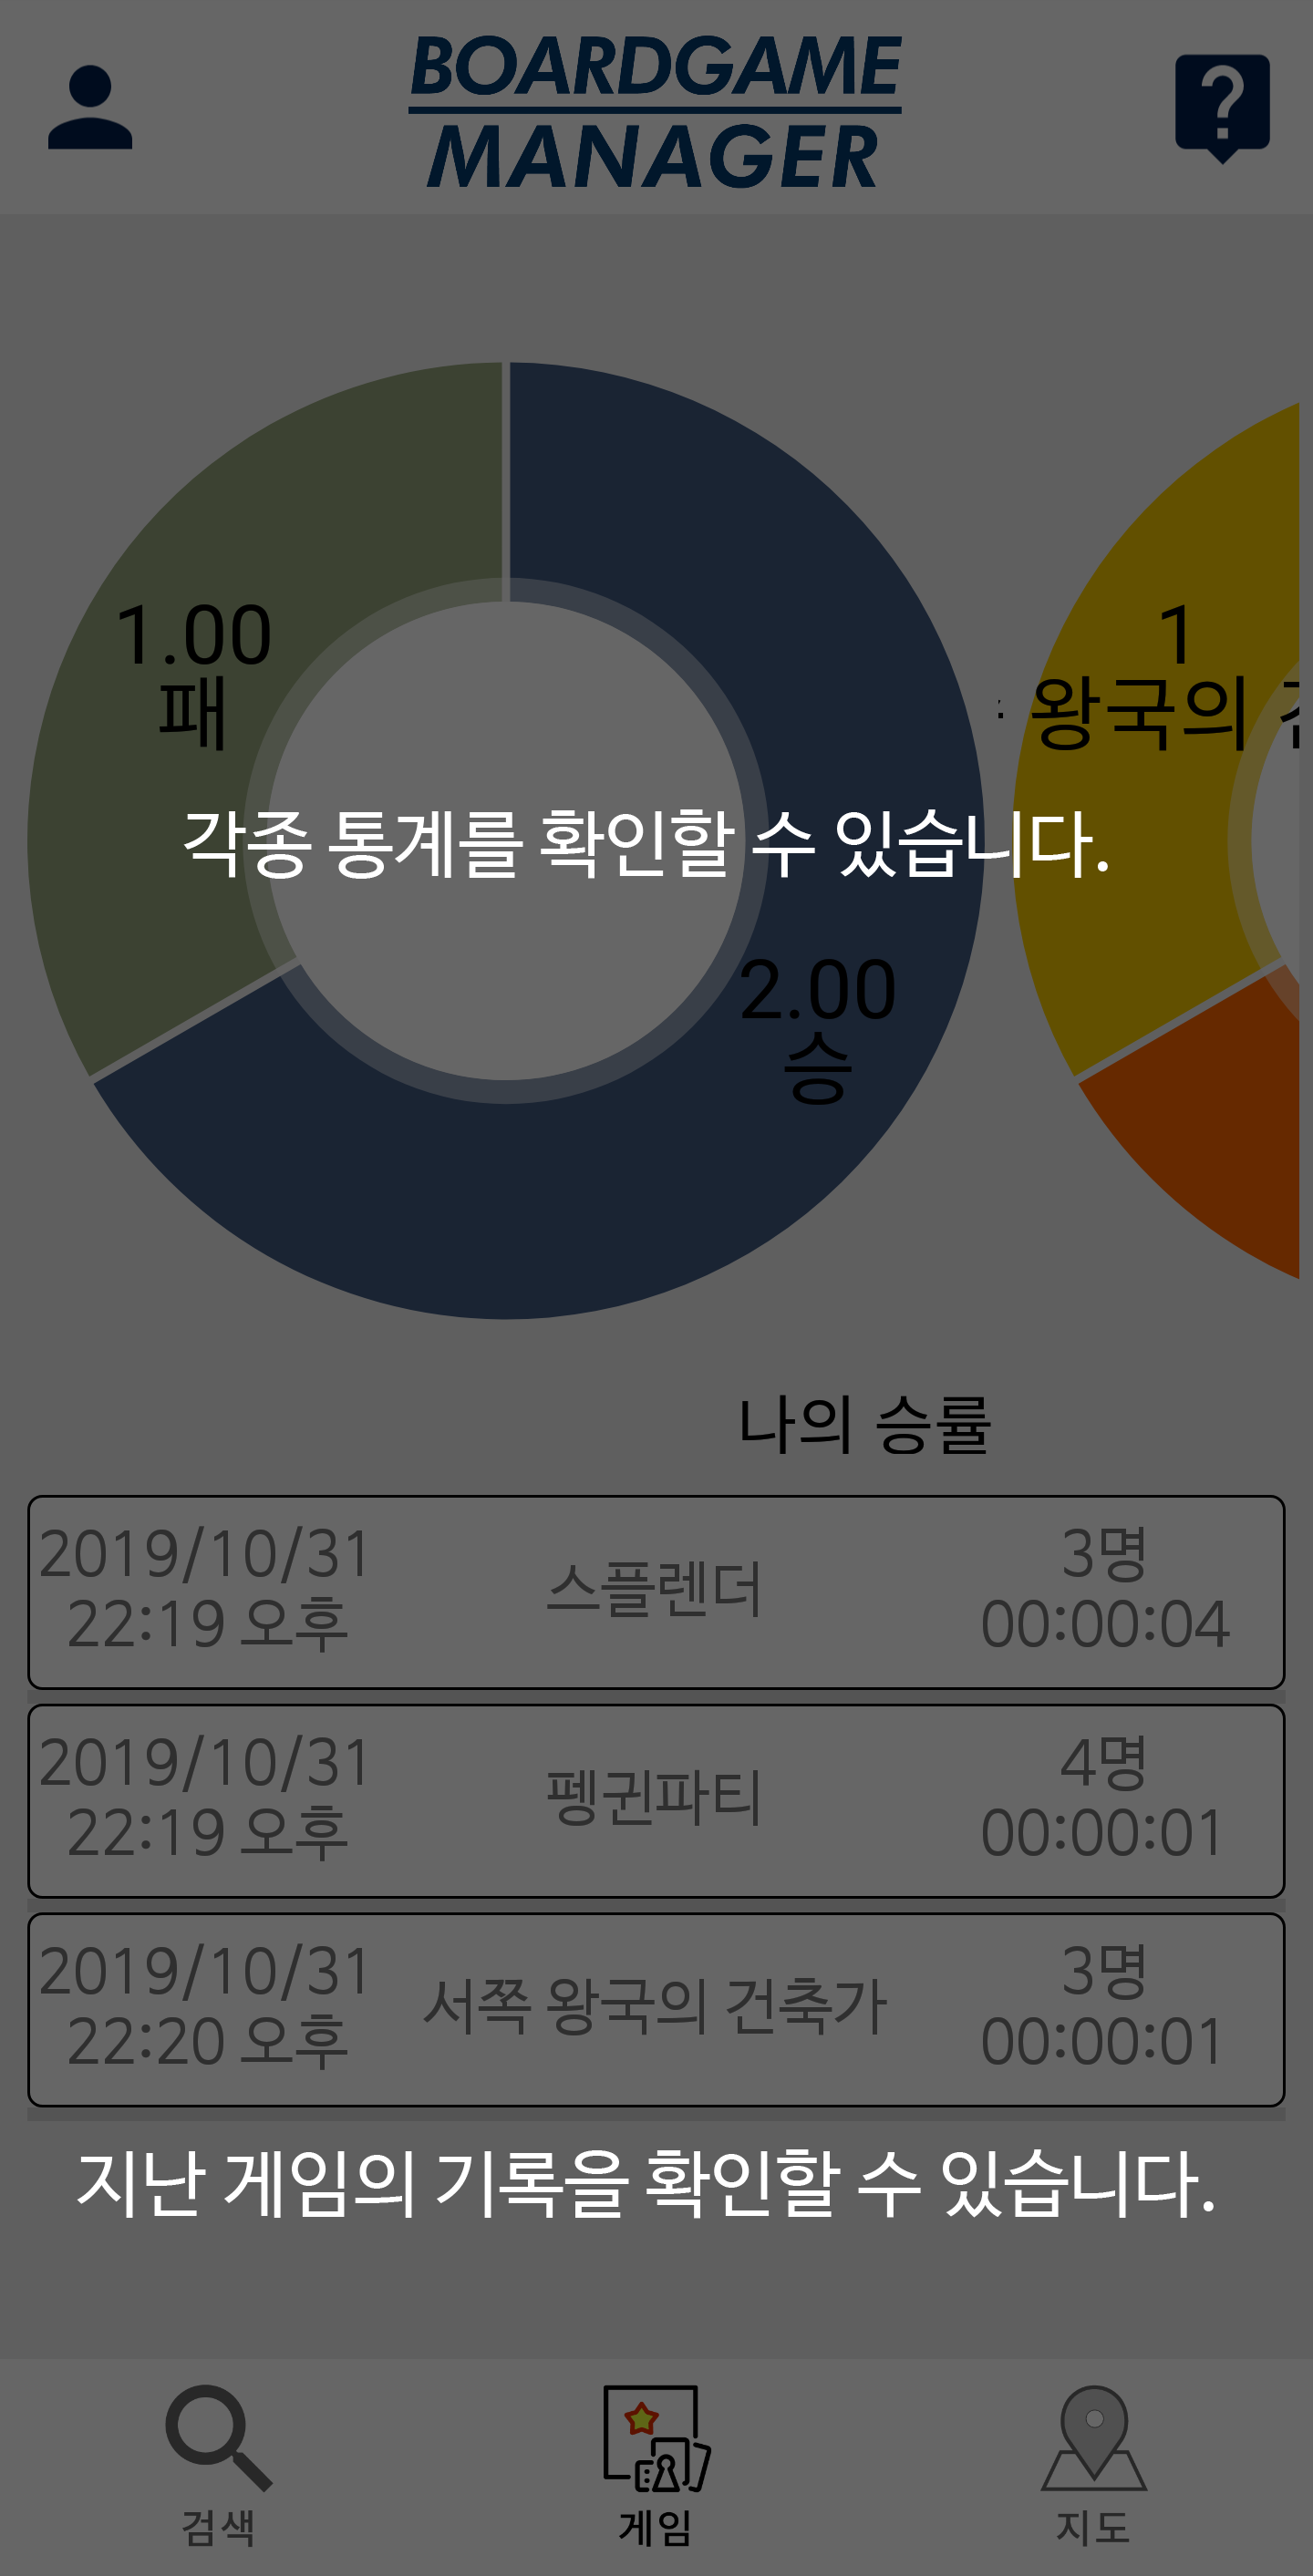 BOARDGAME
MANAGER
1.00
패
1
왕국의
각종 통계를 확인할 수 있습니다.
2.00
승
나의 승률
2019/10/31
22:19 오후
스플렌더
3명
00:00:04
2019/10/31
22:19 오후
펭귄파티
4명
00:00:01
2019/10/31
22:20 오후
서쪽 왕국의 건축가
3명
00:00:01
지난 게임의 기록을 확인할 수 있습니다.
검색
게임
지도